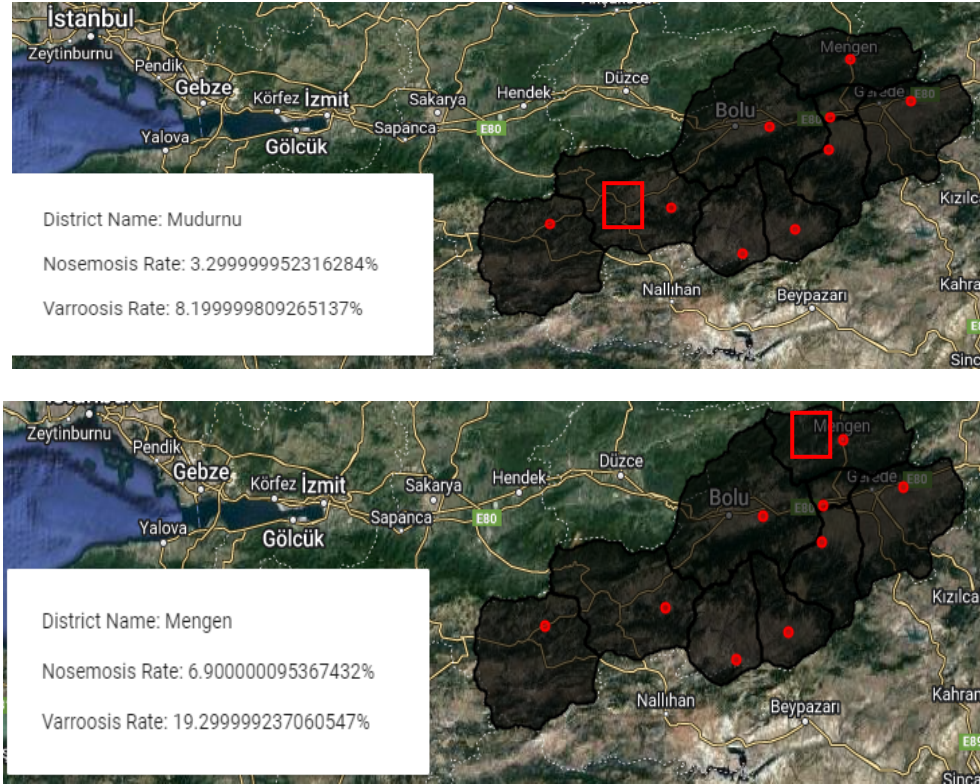 İstanbul
Zeytinburnu
Pendik
Gebze
Körfez İzmit
Sakarya
Hendek
Düzce
Mengen
Gerede E80
Bolu
E80
Yalova
Gölcük
Sapanca
E80
Kızılc
District Name: Mudurnu
Nosemosis Rate: 3.299999952316284%
Varroosis Rate: 8.199999809265137%
Nallıhan
Beypazarı
Kahra
Sinc
Zeytinburnu
Pendik
Gebze
Körfez İzmit
Sakarya
Hendek
Düzce
Mengen
Gerede E80
Bolu
E80
Yalova
Gölcük
Sapanca
E80
Kızılca
District Name: Mengen
Nosemosis Rate: 6.900000095367432%
Varroosis Rate: 19.299999237060547%
Nallıhan
Beypazarı
Kahran
E89
Sinca